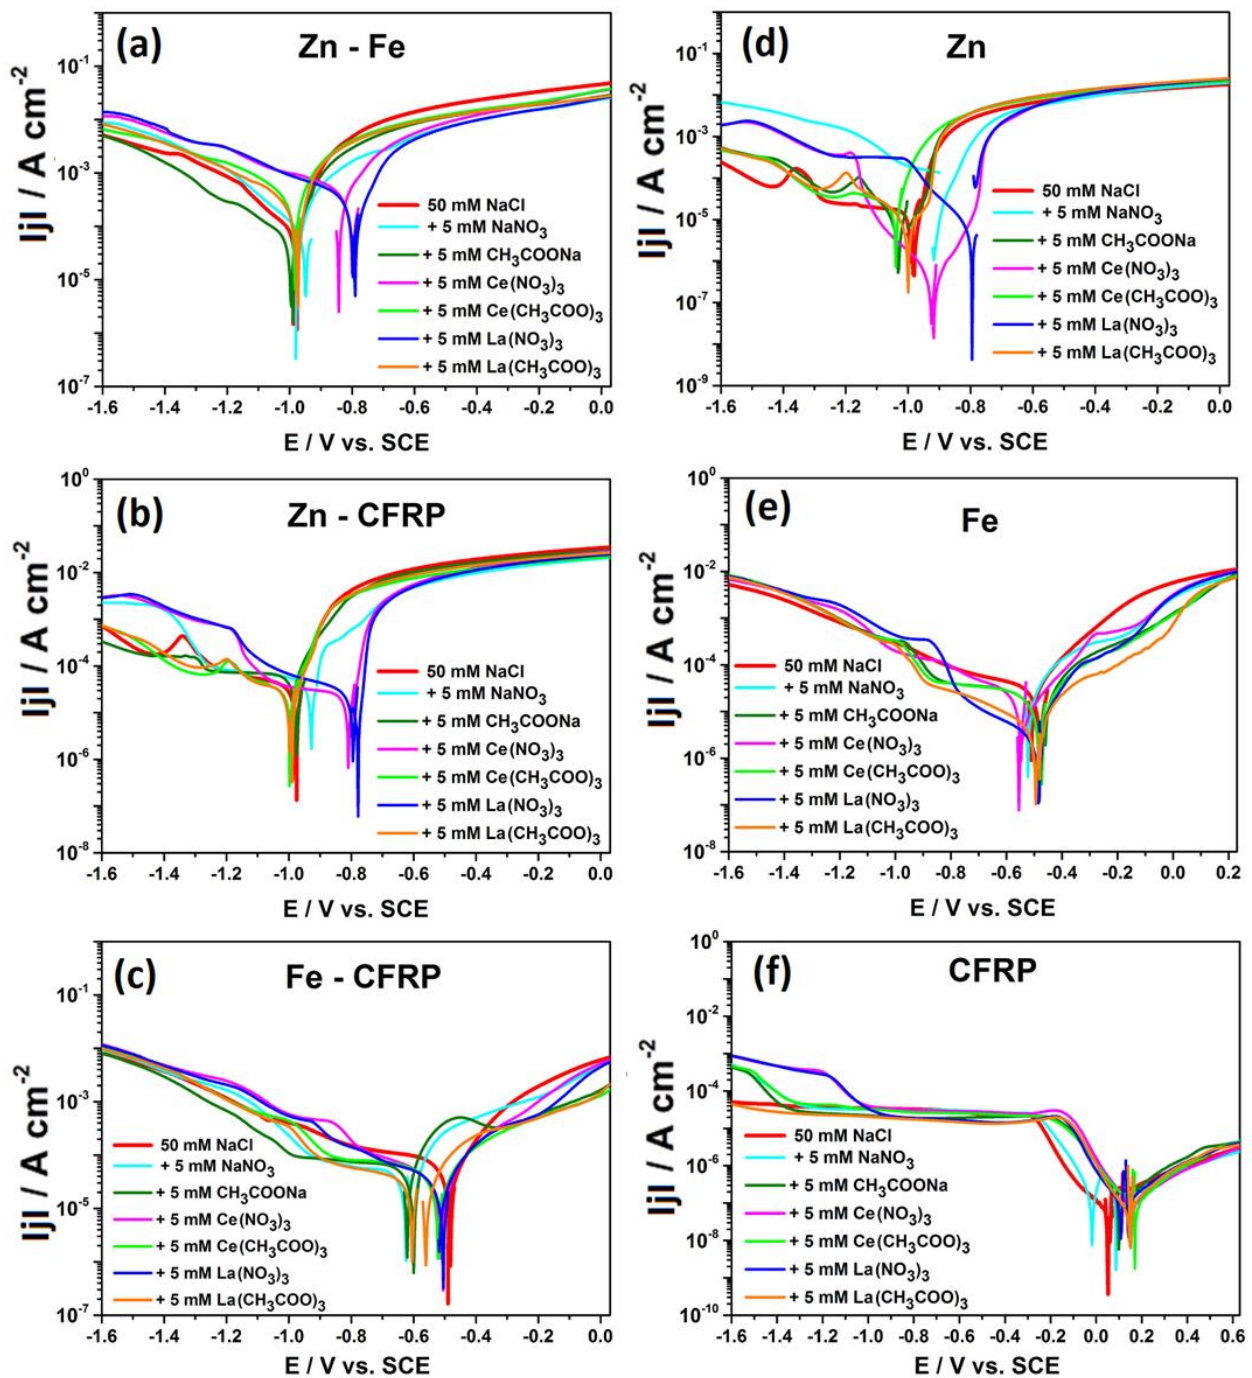 (a)
Zn - Fe
10⁻¹
10⁻³
10⁻⁵
10⁻⁷
IjI / A cm⁻²
50 mM NaCl
+ 5 mM NaNO₃
+ 5 mM CH₃COONa
+ 5 mM Ce(NO₃)₃
+ 5 mM Ce(CH₃COO)₃
+ 5 mM La(NO₃)₃
+ 5 mM La(CH₃COO)₃
-1.6 -1.4 -1.2 -1.0 -0.8 -0.6 -0.4 -0.2 0.0
E / V vs. SCE
(d)
Zn
10⁻¹
10⁻³
10⁻⁵
10⁻⁷
10⁻⁹
IjI / A cm⁻²
50 mM NaCl
+ 5 mM NaNO₃
+ 5 mM CH₃COONa
+ 5 mM Ce(NO₃)₃
+ 5 mM Ce(CH₃COO)₃
+ 5 mM La(NO₃)₃
+ 5 mM La(CH₃COO)₃
-1.6 -1.4 -1.2 -1.0 -0.8 -0.6 -0.4 -0.2 0.0
E / V vs. SCE
(b)
Zn - CFRP
10⁰
10⁻²
10⁻⁴
10⁻⁶
10⁻⁸
IjI / A cm⁻²
50 mM NaCl
+ 5 mM NaNO₃
+ 5 mM CH₃COONa
+ 5 mM Ce(NO₃)₃
+ 5 mM Ce(CH₃COO)₃
+ 5 mM La(NO₃)₃
+ 5 mM La(CH₃COO)₃
-1.6 -1.4 -1.2 -1.0 -0.8 -0.6 -0.4 -0.2 0.0
E / V vs. SCE
(e)
Fe
10⁰
10⁻²
10⁻⁴
10⁻⁶
10⁻⁸
IjI / A cm⁻²
50 mM NaCl
+ 5 mM NaNO₃
+ 5 mM CH₃COONa
+ 5 mM Ce(NO₃)₃
+ 5 mM Ce(CH₃COO)₃
+ 5 mM La(NO₃)₃
+ 5 mM La(CH₃COO)₃
-1.6 -1.4 -1.2 -1.0 -0.8 -0.6 -0.4 -0.2 0.0 0.2
E / V vs. SCE
(c)
Fe - CFRP
10⁻¹
10⁻³
10⁻⁵
10⁻⁷
IjI / A cm⁻²
50 mM NaCl
+ 5 mM NaNO₃
+ 5 mM CH₃COONa
+ 5 mM Ce(NO₃)₃
+ 5 mM Ce(CH₃COO)₃
+ 5 mM La(NO₃)₃
+ 5 mM La(CH₃COO)₃
-1.6 -1.4 -1.2 -1.0 -0.8 -0.6 -0.4 -0.2 0.0
E / V vs. SCE
(f)
CFRP
10⁰
10⁻²
10⁻⁴
10⁻⁶
10⁻⁸
10⁻¹⁰
IjI / A cm⁻²
50 mM NaCl
+ 5 mM NaNO₃
+ 5 mM CH₃COONa
+ 5 mM Ce(NO₃)₃
+ 5 mM Ce(CH₃COO)₃
+ 5 mM La(NO₃)₃
+ 5 mM La(CH₃COO)₃
-1.6 -1.4 -1.2 -1.0 -0.8 -0.6 -0.4 -0.2 0.0 0.2 0.4 0.6
E / V vs. SCE